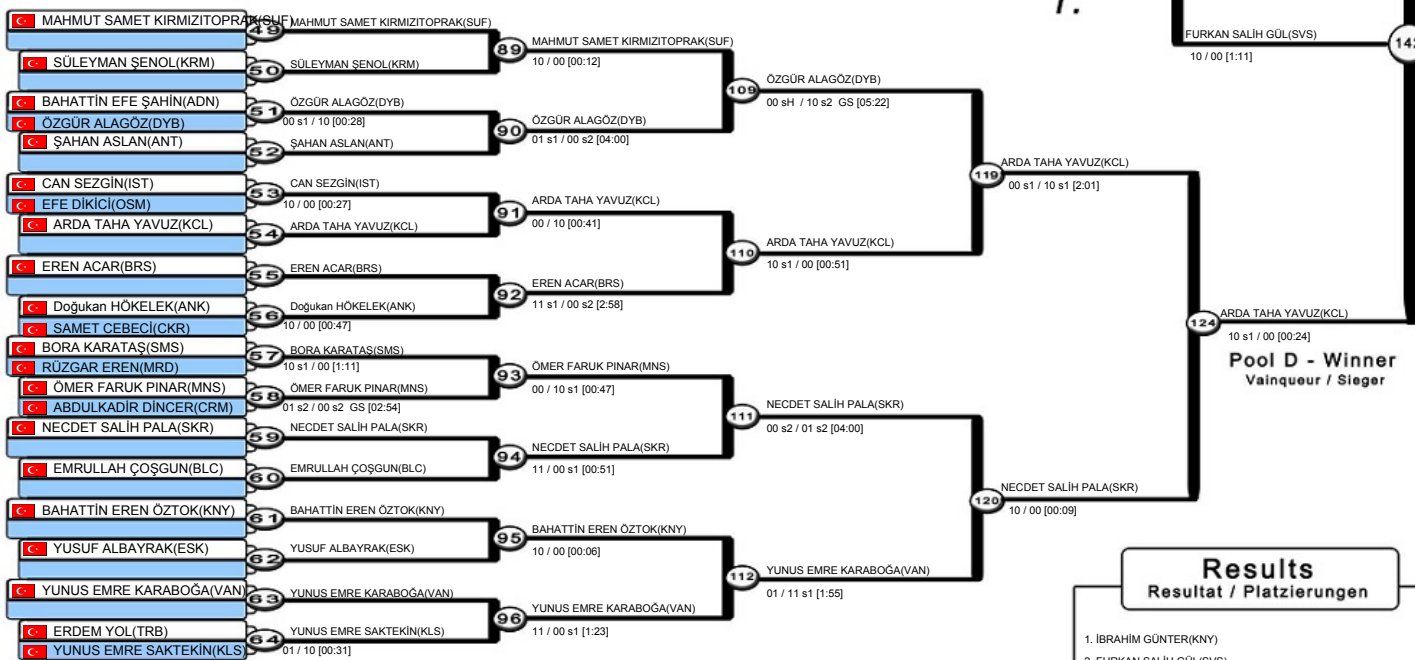 1.
MAHMUT SAMET KIRMIZITOPRAK(SUF)
SÜLEYMAN ŞENOL(KRM)
BAHATTİN EFE ŞAHİN(ADN)
ÖZGÜR ALAGÖZ(DYB)
ŞAHAN ASLAN(ANT)
CAN SEZGİN(IST)
EFE DİKİCİ(OSM)
ARDA TAHA YAVUZ(KCL)
EREN ACAR(BRS)
Doğukan HÖKELEK(ANK)
SAMET CEBECİ(CKR)
BORA KARATAŞ(SMS)
RÜZGAR EREN(MRD)
ÖMER FARUK PINAR(MNS)
ABDULKADİR DİNCER(CRM)
NECDET SALİH PALA(SKR)
EMRULLAH ÇOŞGUN(BLC)
BAHATTİN EREN ÖZTOK(KNY)
YUSUF ALBAYRAK(ESK)
YUNUS EMRE KARABOĞA(VAN)
ERDEM YOL(TRB)
YUNUS EMRE SAKTEKİN(KLS)
49
MAHMUT SAMET KIRMIZITOPRAK(SUF)
50
SÜLEYMAN ŞENOL(KRM)
51
ÖZGÜR ALAGÖZ(DYB)
00 s1 / 10 [00:28]
52
ŞAHAN ASLAN(ANT)
53
CAN SEZGİN(IST)
10 / 00 [00:27]
54
ARDA TAHA YAVUZ(KCL)
55
EREN ACAR(BRS)
56
Doğukan HÖKELEK(ANK)
10 / 00 [00:47]
57
BORA KARATAŞ(SMS)
10 s1 / 00 [1:11]
58
ÖMER FARUK PINAR(MNS)
01 s2 / 00 s2 GS [02:54]
59
NECDET SALİH PALA(SKR)
60
EMRULLAH ÇOŞGUN(BLC)
61
BAHATTİN EREN ÖZTOK(KNY)
62
YUSUF ALBAYRAK(ESK)
63
YUNUS EMRE KARABOĞA(VAN)
64
YUNUS EMRE SAKTEKİN(KLS)
01 / 10 [00:31]
89
MAHMUT SAMET KIRMIZITOPRAK(SUF)
10 / 00 [00:12]
90
ÖZGÜR ALAGÖZ(DYB)
01 s1 / 00 s2 [04:00]
91
ARDA TAHA YAVUZ(KCL)
00 / 10 [00:41]
92
EREN ACAR(BRS)
11 s1 / 00 s2 [2:58]
93
ÖMER FARUK PINAR(MNS)
00 / 10 s1 [00:47]
94
NECDET SALİH PALA(SKR)
11 / 00 s1 [00:51]
95
BAHATTİN EREN ÖZTOK(KNY)
10 / 00 [00:06]
96
YUNUS EMRE KARABOĞA(VAN)
11 / 00 s1 [1:23]
109
ÖZGÜR ALAGÖZ(DYB)
00 sH / 10 s2 GS [05:22]
110
ARDA TAHA YAVUZ(KCL)
10 s1 / 00 [00:51]
111
NECDET SALİH PALA(SKR)
00 s2 / 01 s2 [04:00]
112
YUNUS EMRE KARABOĞA(VAN)
01 / 11 s1 [1:55]
119
ARDA TAHA YAVUZ(KCL)
00 s1 / 10 s1 [2:01]
120
NECDET SALİH PALA(SKR)
10 / 00 [00:09]
124
ARDA TAHA YAVUZ(KCL)
10 s1 / 00 [00:24]
Pool D - Winner
Vainqueur / Sieger
FURKAN SALİH GÜL(SVS)
10 / 00 [1:11]
142
Results
Resultat / Platzierungen
1. İBRAHİM GÜNTER(KNY)
2. FURKAN SALİH GÜL(SVS)